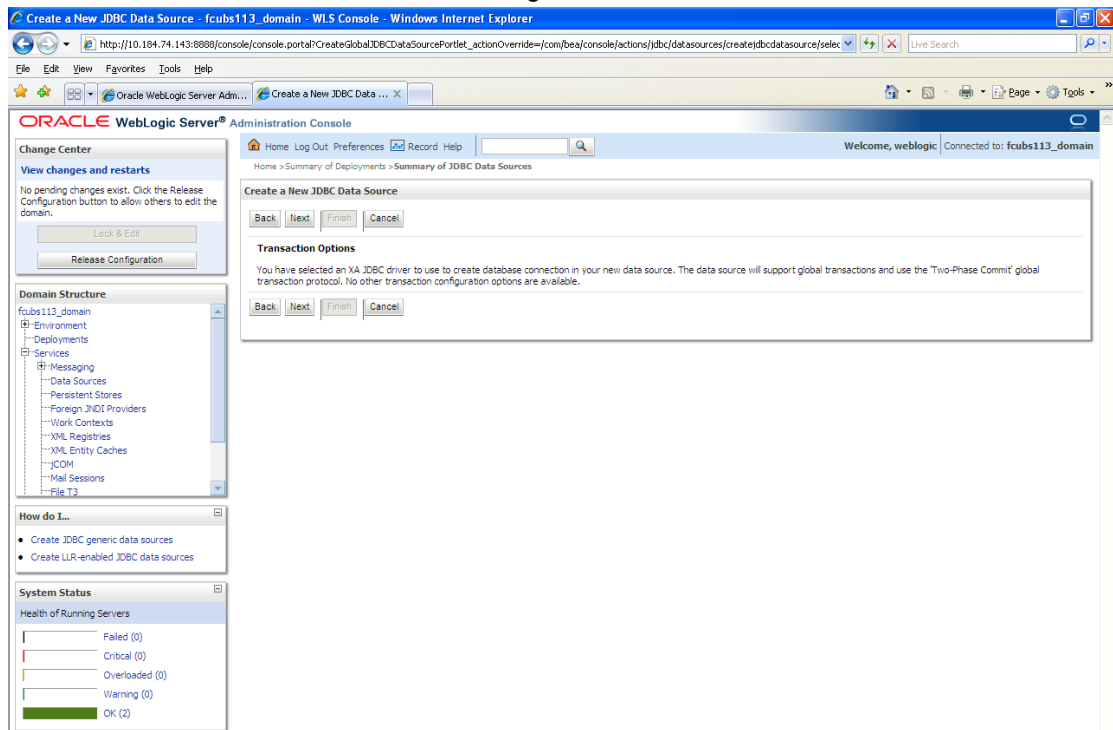 Create a New JDBC Data Source - fcubs113_domain - WLS Console - Windows Internet Explorer
http://10.184.74.143:8888/console/console.portal?CreateGlobalJDBCDataSourcePortlet_actionOverride=/com/bea/console/actions/jdbc/datasources/createjdbcdatasource/selec
Live Search
File Edit View Favorites Tools Help
Oracle WebLogic Server Adm...
Create a New JDBC Data ... X
Page Tools »
ORACLE WebLogic Server® Administration Console
Change Center
View changes and restarts
No pending changes exist. Click the Release
Configuration button to allow others to edit the
domain.
Lock & Edit
Release Configuration
Domain Structure
fcubs113_domain
Environment
Deployments
Services
Messaging
Data Sources
Persistent Stores
Foreign JNDI Providers
Work Contexts
XML Registries
XML Entity Caches
jCOM
Mail Sessions
File T3
How do I...
• Create JDBC generic data sources
• Create LLR-enabled JDBC data sources
System Status
Health of Running Servers
Failed (0)
Critical (0)
Overloaded (0)
Warning (0)
OK (2)
Home Log Out Preferences Record Help
Welcome, weblogic Connected to: fcubs113_domain
Home >Summary of Deployments >Summary of JDBC Data Sources
Create a New JDBC Data Source
Back Next Finish Cancel
Transaction Options
You have selected an XA JDBC driver to use to create database connection in your new data source. The data source will support global transactions and use the 'Two-Phase Commit' global
transaction protocol. No other transaction configuration options are available.
Back Next Finish Cancel